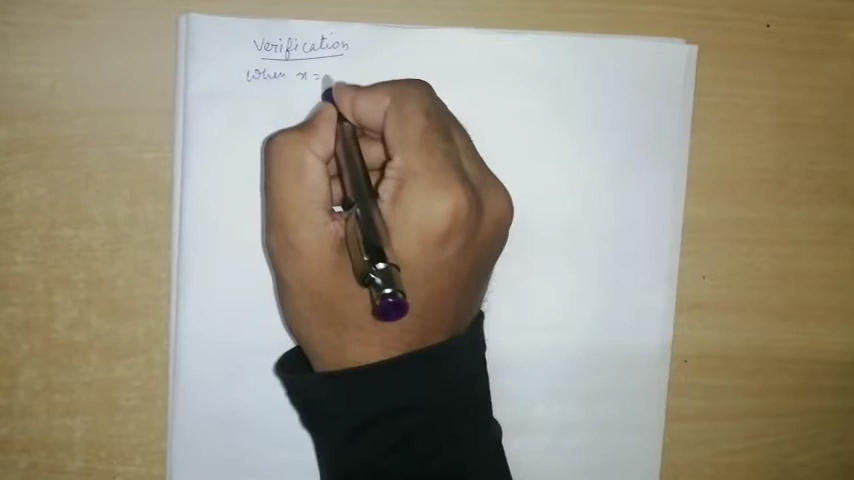 Verification
When x =